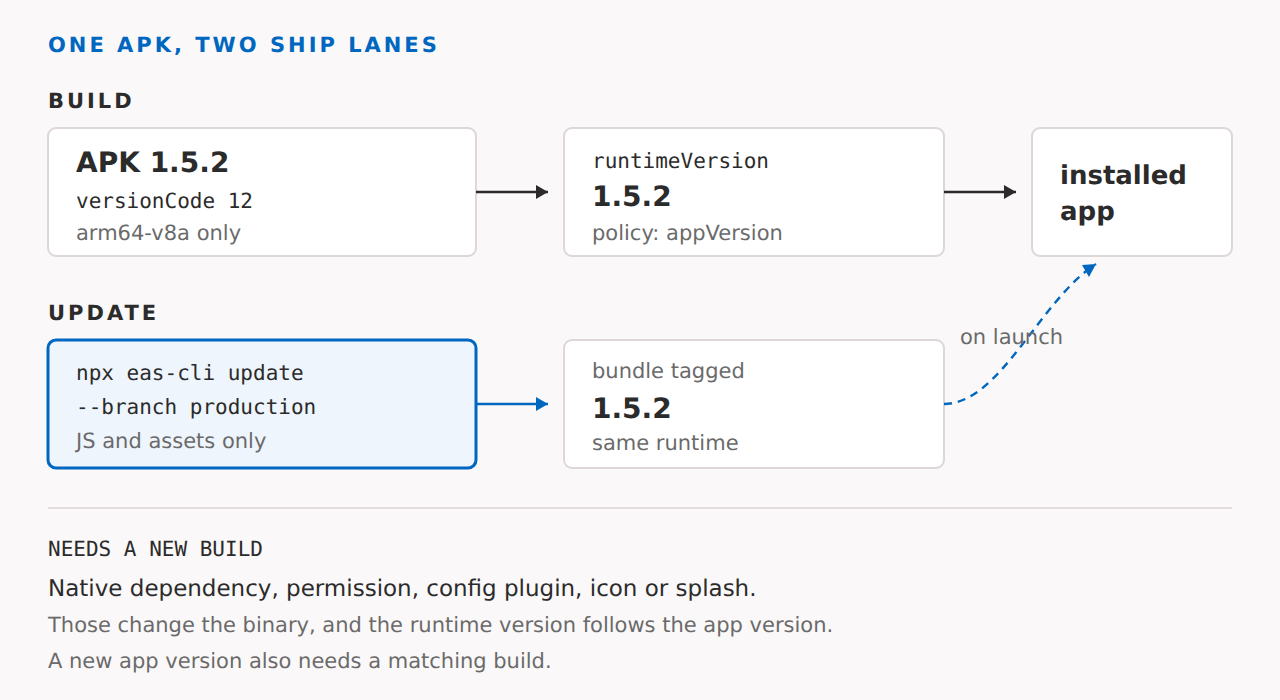 ONE APK, TWO SHIP LANES
BUILD
APK 1.5.2
versionCode 12
arm64-v8a only
runtimeVersion
1.5.2
policy: appVersion
installed
app
UPDATE
npx eas-cli update
--branch production
JS and assets only
bundle tagged
1.5.2
same runtime
on launch
NEEDS A NEW BUILD
Native dependency, permission, config plugin, icon or splash.
Those change the binary, and the runtime version follows the app version.
A new app version also needs a matching build.